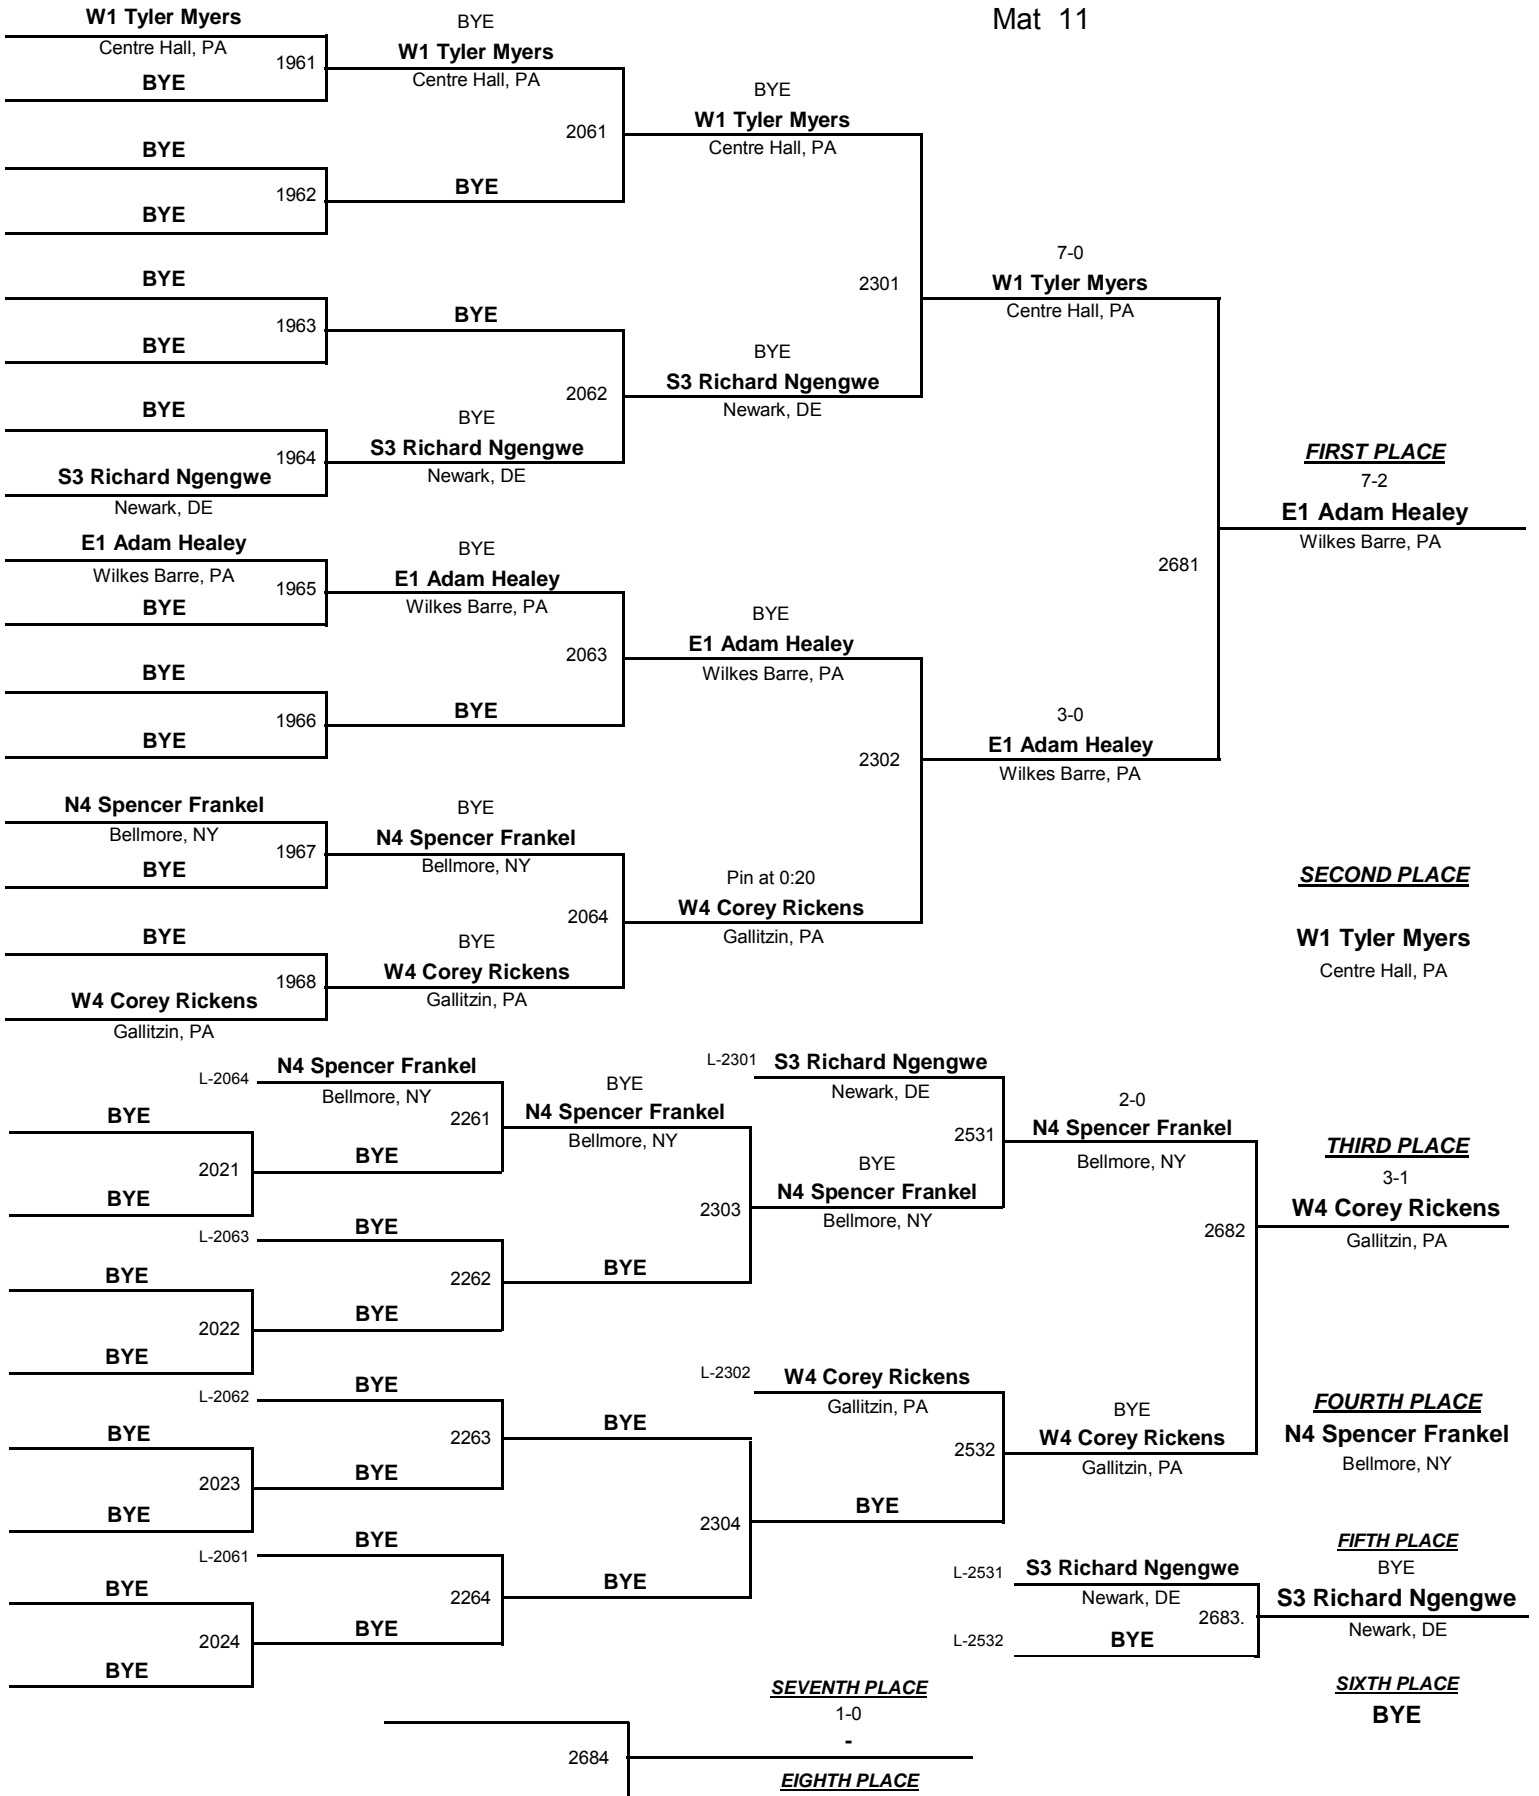 Mat 11
W1 Tyler Myers
Centre Hall, PA
1961
BYE
BYE
1962
BYE
BYE
1963
BYE
BYE
1964
S3 Richard Ngengwe
Newark, DE
E1 Adam Healey
Wilkes Barre, PA
1965
BYE
BYE
1966
BYE
N4 Spencer Frankel
Bellmore, NY
1967
BYE
BYE
1968
W4 Corey Rickens
Gallitzin, PA
BYE
W1 Tyler Myers
Centre Hall, PA
2061
BYE
BYE
2062
BYE
S3 Richard Ngengwe
Newark, DE
BYE
E1 Adam Healey
Wilkes Barre, PA
2063
BYE
BYE
N4 Spencer Frankel
Bellmore, NY
2064
BYE
W4 Corey Rickens
Gallitzin, PA
BYE
W1 Tyler Myers
Centre Hall, PA
2301
BYE
S3 Richard Ngengwe
Newark, DE
BYE
E1 Adam Healey
Wilkes Barre, PA
2302
Pin at 0:20
W4 Corey Rickens
Gallitzin, PA
7-0
W1 Tyler Myers
Centre Hall, PA
2681
3-0
E1 Adam Healey
Wilkes Barre, PA
FIRST PLACE
7-2
E1 Adam Healey
Wilkes Barre, PA
SECOND PLACE
W1 Tyler Myers
Centre Hall, PA
L-2064
BYE
2021
BYE
L-2063
BYE
2022
BYE
L-2062
BYE
2023
BYE
L-2061
BYE
2024
BYE
N4 Spencer Frankel
Bellmore, NY
2261
BYE
BYE
2262
BYE
BYE
2263
BYE
BYE
2264
BYE
BYE
N4 Spencer Frankel
Bellmore, NY
2303
BYE
BYE
2304
BYE
L-2301
S3 Richard Ngengwe
Newark, DE
2531
BYE
N4 Spencer Frankel
Bellmore, NY
L-2302
W4 Corey Rickens
Gallitzin, PA
2532
BYE
2-0
N4 Spencer Frankel
Bellmore, NY
2682
BYE
W4 Corey Rickens
Gallitzin, PA
THIRD PLACE
3-1
W4 Corey Rickens
Gallitzin, PA
FOURTH PLACE
N4 Spencer Frankel
Bellmore, NY
L-2531
S3 Richard Ngengwe
Newark, DE
2683.
L-2532
BYE
FIFTH PLACE
BYE
S3 Richard Ngengwe
Newark, DE
SIXTH PLACE
BYE
SEVENTH PLACE
1-0
-
2684
EIGHTH PLACE